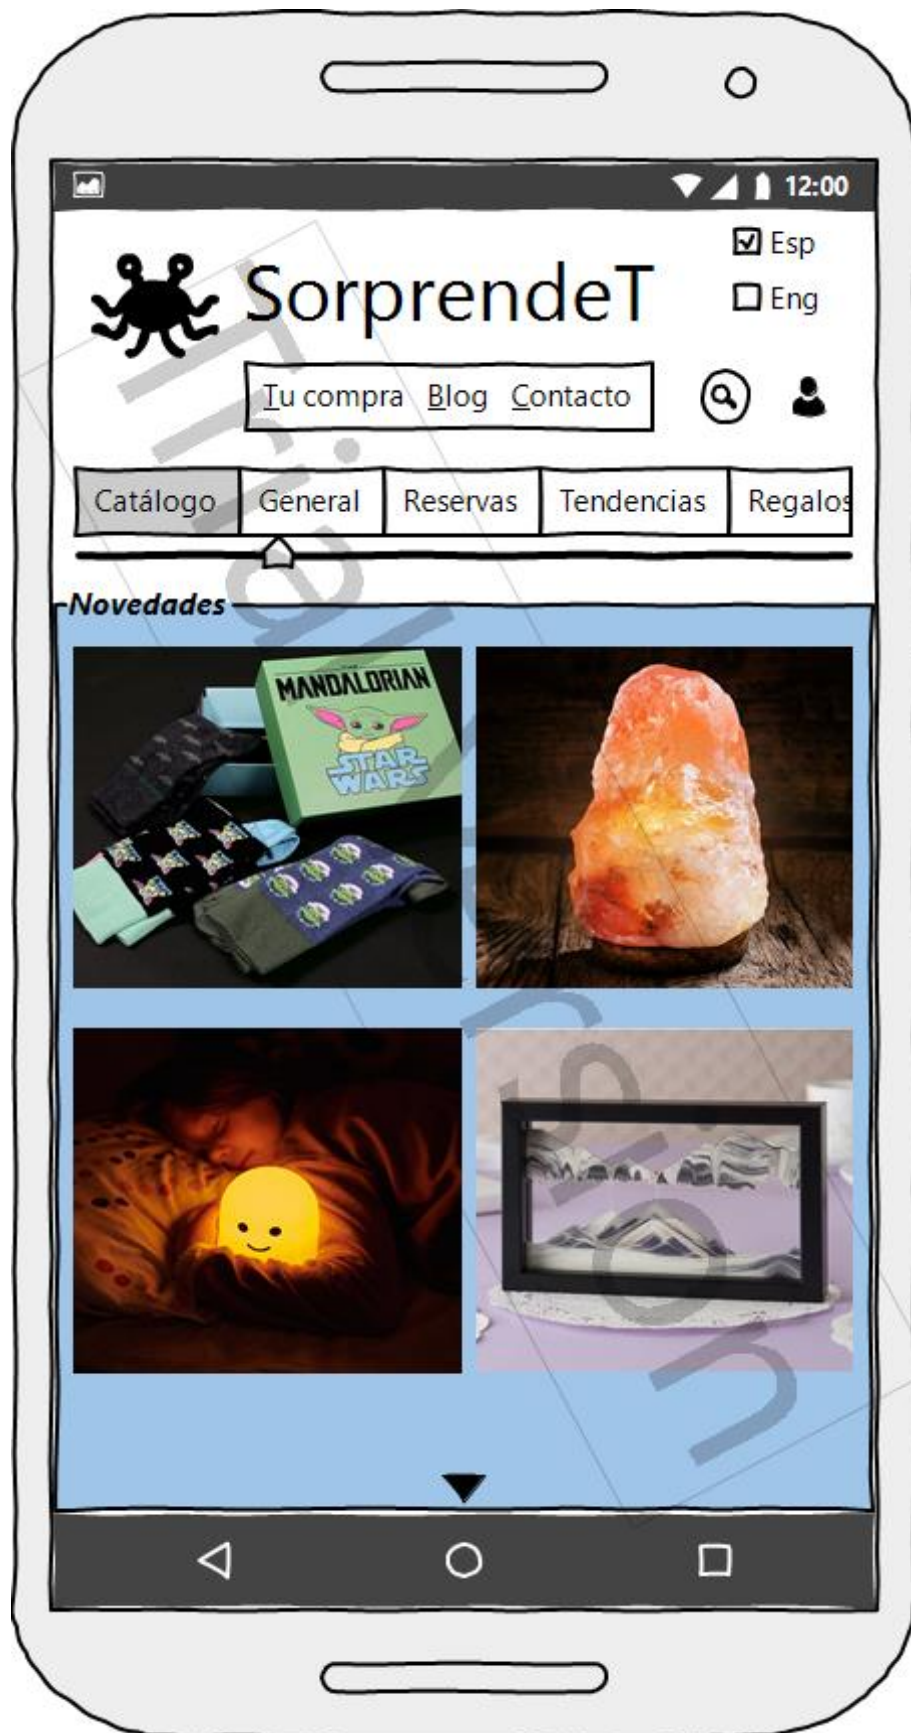 12:00
Esp
SorprendeT
Eng
Tu compra Blog Contacto
Catálogo General Reservas Tendencias Regalos
Novedades
THE
MANDALORIAN
STAR
WARS
Trial Version